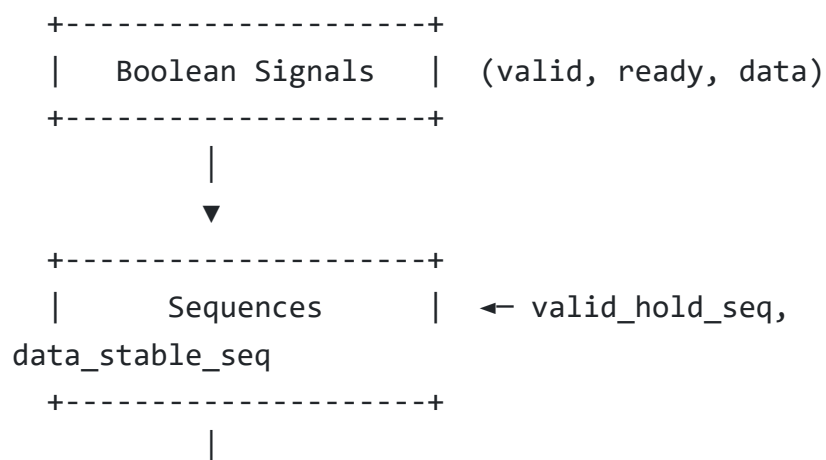 +---------------------+
|   Boolean Signals   |  (valid, ready, data)
+---------------------+
|
▼
+---------------------+
|      Sequences      |  ◄─ valid_hold_seq,
data_stable_seq
+---------------------+
|